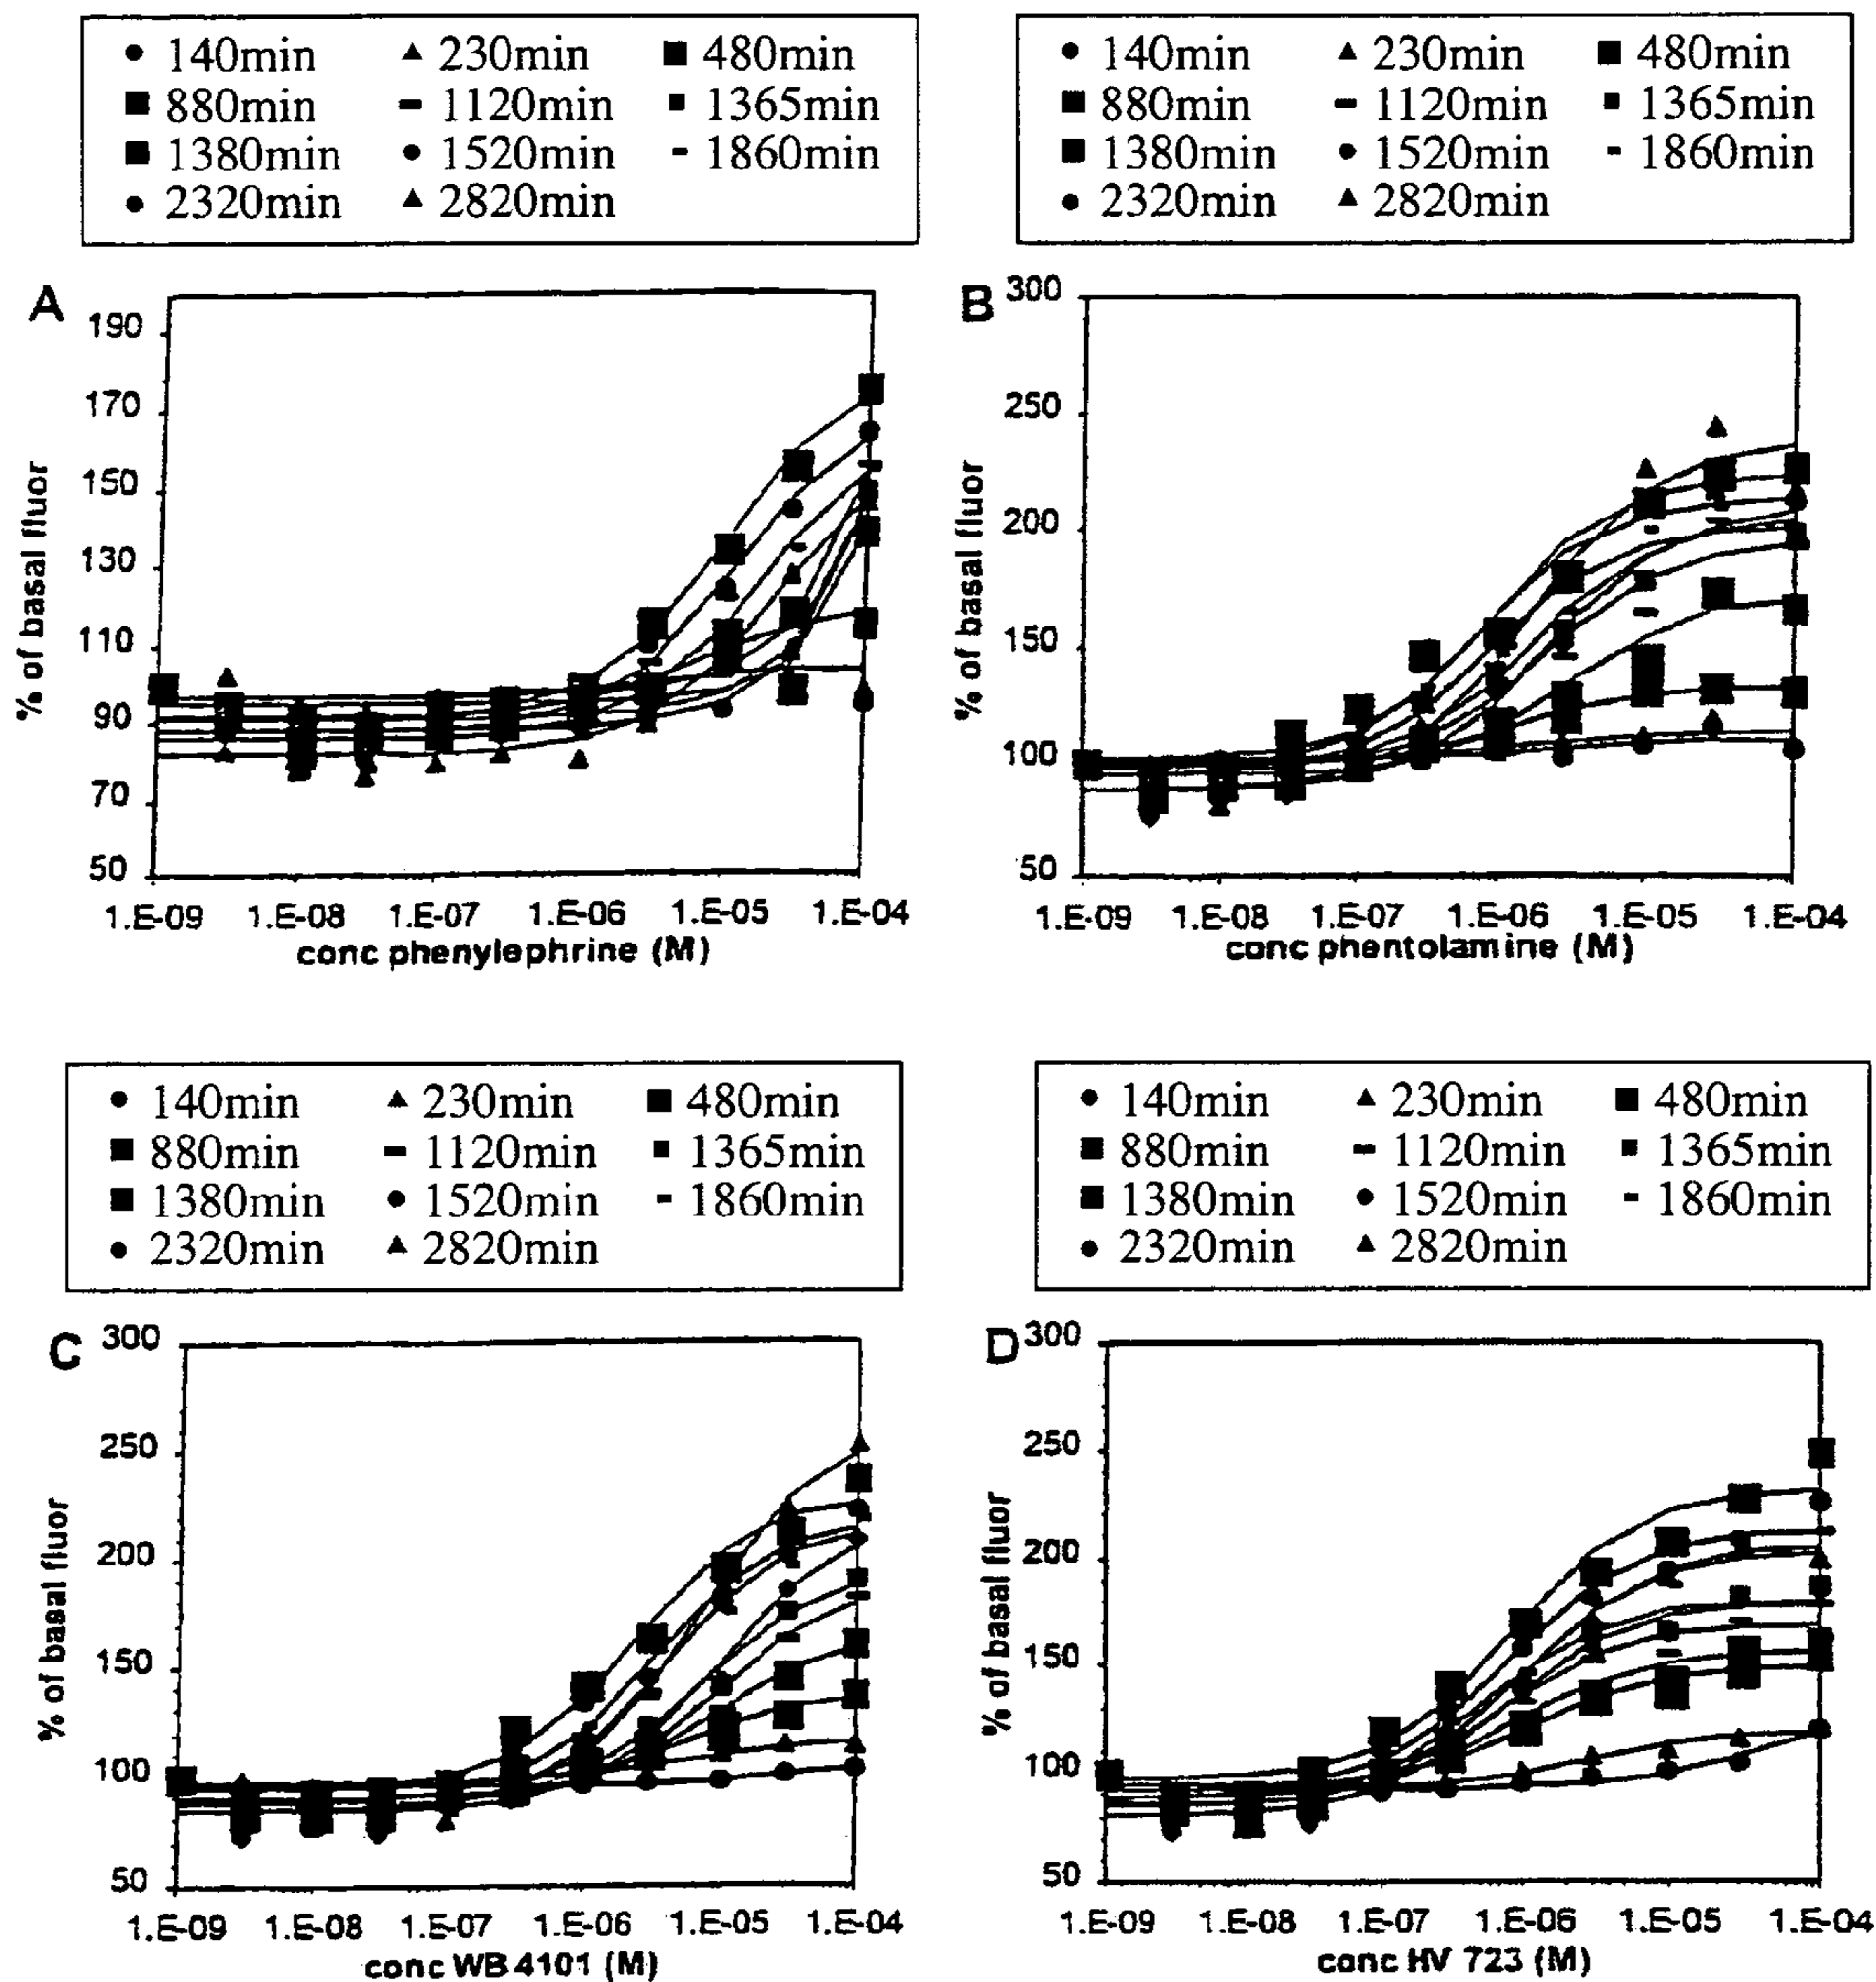 140min 230min 480min
880min 1120min 1365min
1380min 1520min 1860min
2320min 2820min
140min 230min 480min
880min 1120min 1365min
1380min 1520min 1860min
2320min 2820min
A
190
170
150
130
110
90
70
50
% of basal fluor
1.E-09 1.E-08 1.E-07 1.E-06 1.E-05 1.E-04
conc phenylephrine (M)
B
300
250
200
150
100
50
% of basal fluor
1.E-09 1.E-08 1.E-07 1.E-06 1.E-05 1.E-04
conc phentolamine (M)
140min 230min 480min
880min 1120min 1365min
1380min 1520min 1860min
2320min 2820min
140min 230min 480min
880min 1120min 1365min
1380min 1520min 1860min
2320min 2820min
C
300
250
200
150
100
50
% of basal fluor
1.E-09 1.E-08 1.E-07 1.E-06 1.E-05 1.E-04
conc WB4101 (M)
D
300
250
200
150
100
50
% of basal fluor
1.E-09 1.E-08 1.E-07 1.E-06 1.E-05 1.E-04
conc HV 723 (M)